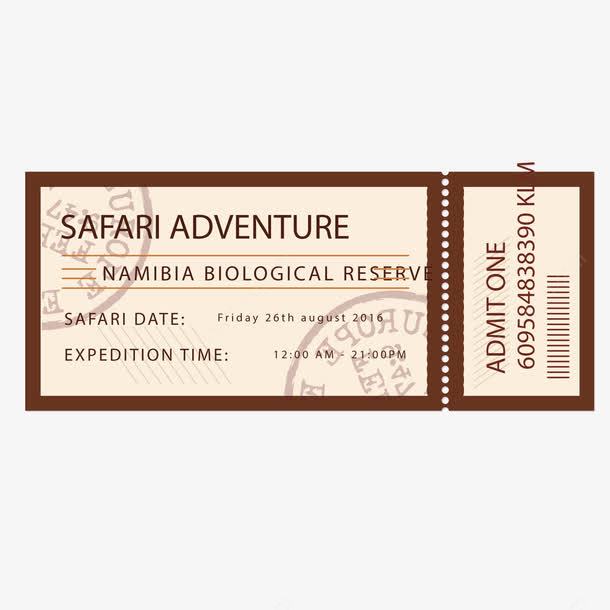 SAFARI ADVENTURE
NAMIBIA BIOLOGICAL RESERVE
SAFARI DATE: Friday 26th august 2016
EXPEDITION TIME: 12:00 AM - 21:00PM
ADMIT ONE
609584838390 KLM